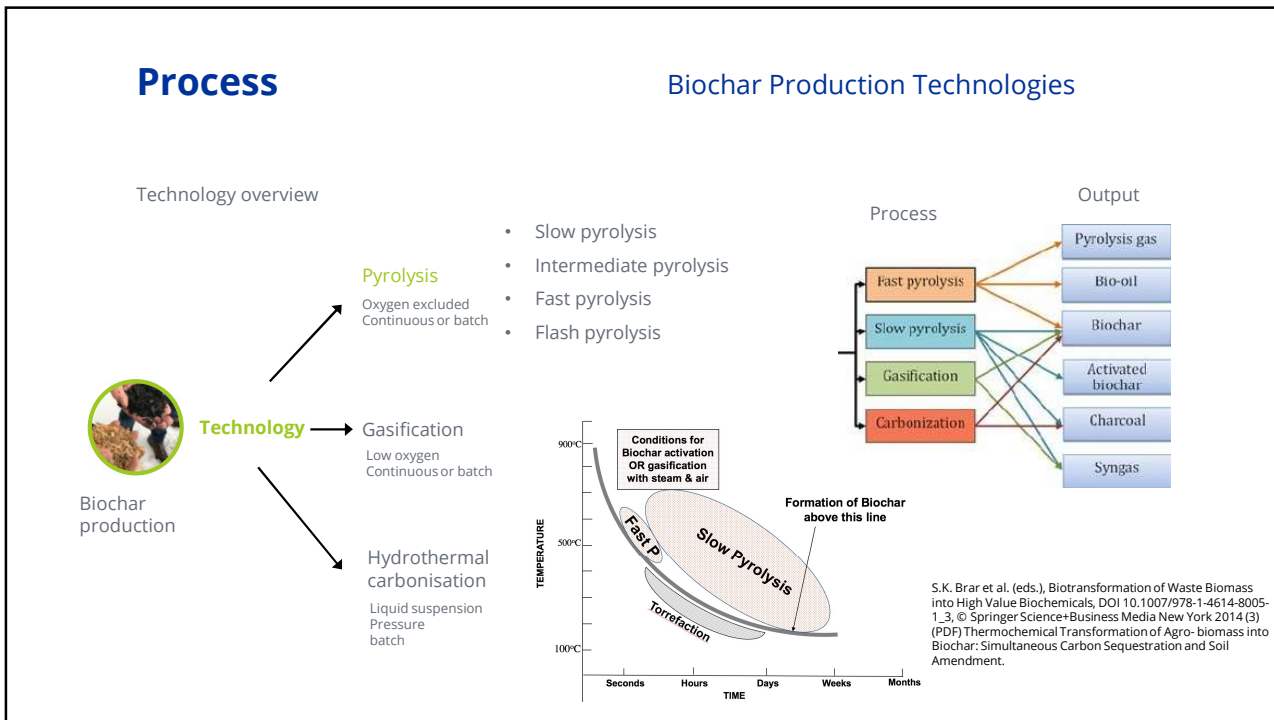 Process
Biochar Production Technologies
Technology overview
Pyrolysis
Oxygen excluded
Continuous or batch
• Slow pyrolysis
• Intermediate pyrolysis
• Fast pyrolysis
• Flash pyrolysis
Technology
Biochar
production
Gasification
Low oxygen
Continuous or batch
Hydrothermal
carbonisation
Liquid suspension
Pressure
batch
Process
Output
Fast pyrolysis
Slow pyrolysis
Gasification
Carbonization
Pyrolysis gas
Bio-oil
Biochar
Activated
biochar
Charcoal
Syngas
TEMPERATURE
900°C
500°C
100°C
Conditions for
Biochar activation
OR gasification
with steam & air
Formation of Biochar
above this line
Fast P
Slow Pyrolysis
Torrefaction
Seconds
Hours
Days
Weeks
Months
TIME
S.K. Brar et al. (eds.), Biotransformation of Waste Biomass
into High Value Biochemicals, DOI 10.1007/978-1-4614-8005-
1_3, © Springer Science+Business Media New York 2014 (3)
(PDF) Thermochemical Transformation of Agro- biomass into
Biochar: Simultaneous Carbon Sequestration and Soil
Amendment.